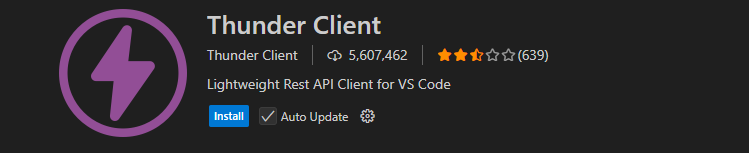 Thunder Client
Thunder Client 5,607,462 (639)
Lightweight Rest API Client for VS Code
Install Auto Update